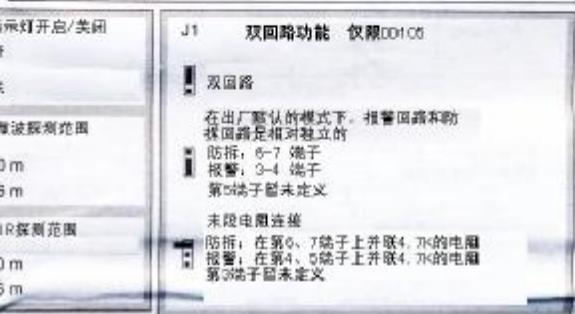 示灯开启/关闭
微波探测范围
0 m
6 m
IR探测范围
0 m
6 m
J1 双回路功能 仅限DD105
双回路
在出厂默认的模式下，报警回路和防
拆回路是相对独立的
防拆：6-7 端子
报警：3-4 端子
第5端子暂未定义
末段电阻连接
防拆：在第6、7端子上并联4.7K的电阻
报警：在第4、5端子上并联4.7K的电阻
第3端子暂未定义